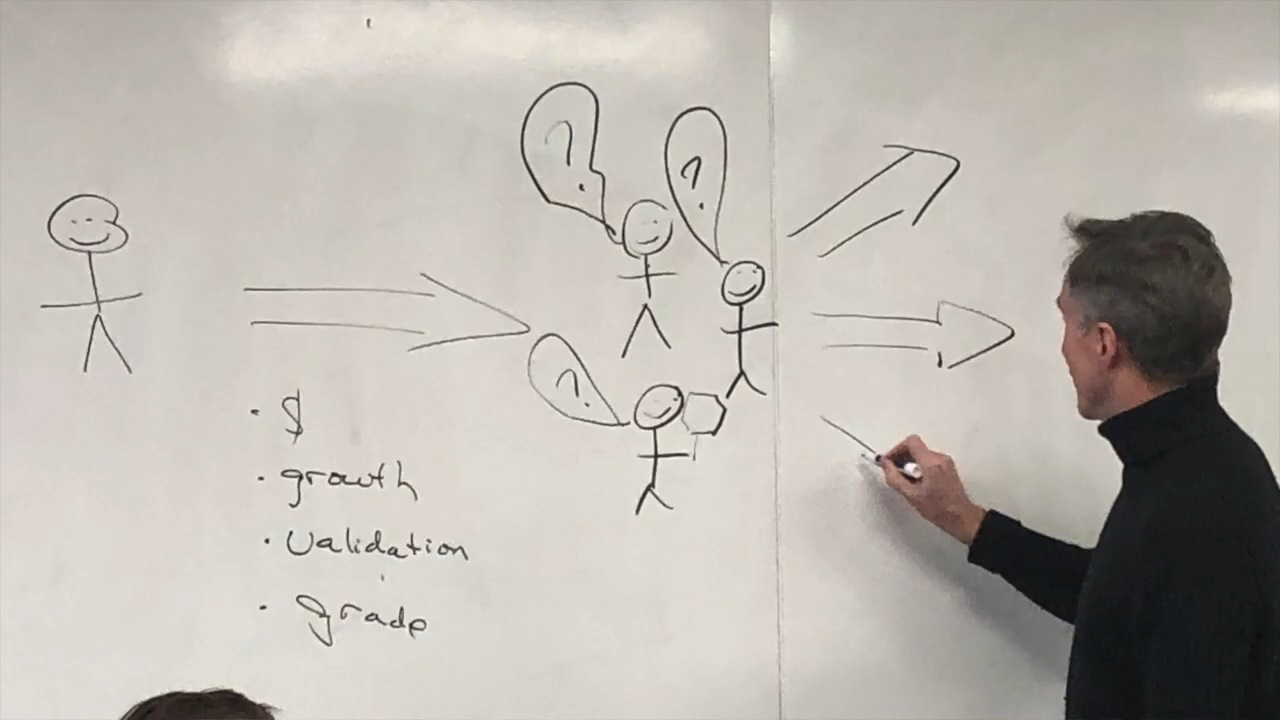 ?
?
?
· $
· growth
· Validation
· grade